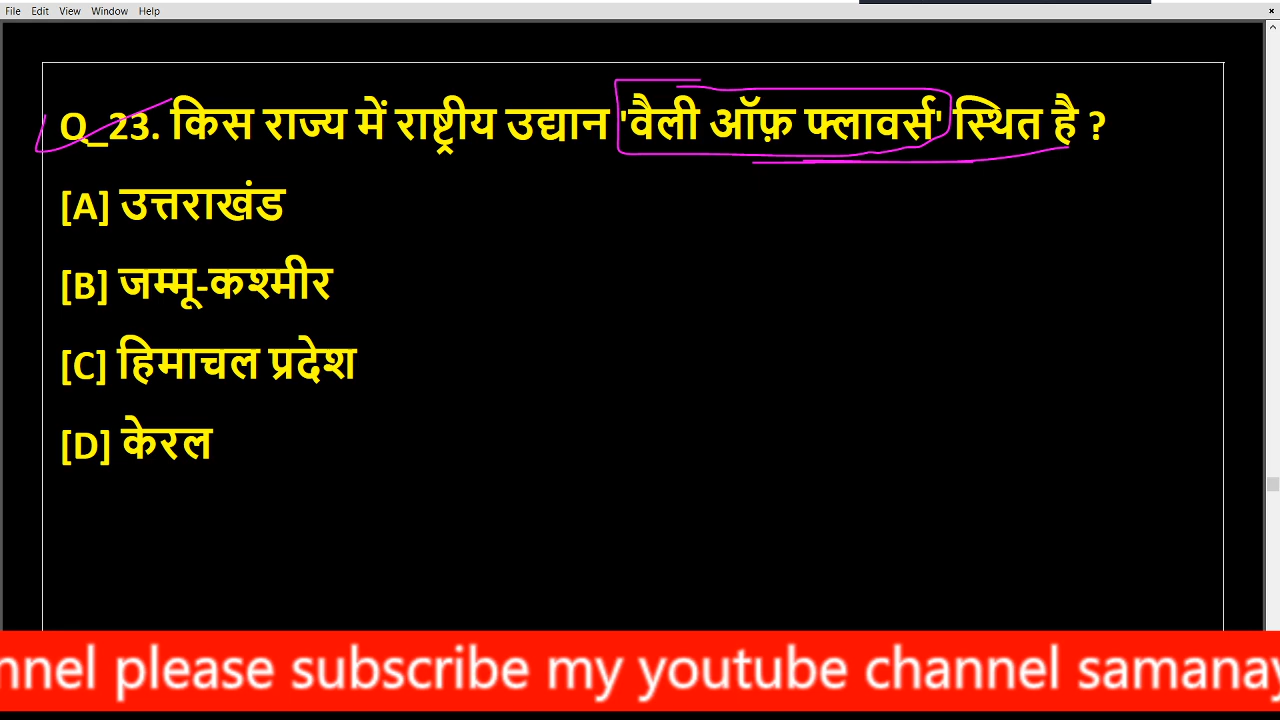 File Edit View Window Help
Q_23. किस राज्य में राष्ट्रीय उद्यान 'वैली ऑफ़ फ्लावर्स' स्थित है ?
[A] उत्तराखंड
[B] जम्मू-कश्मीर
[C] हिमाचल प्रदेश
[D] केरल
nnel please subscribe my youtube channel samanay